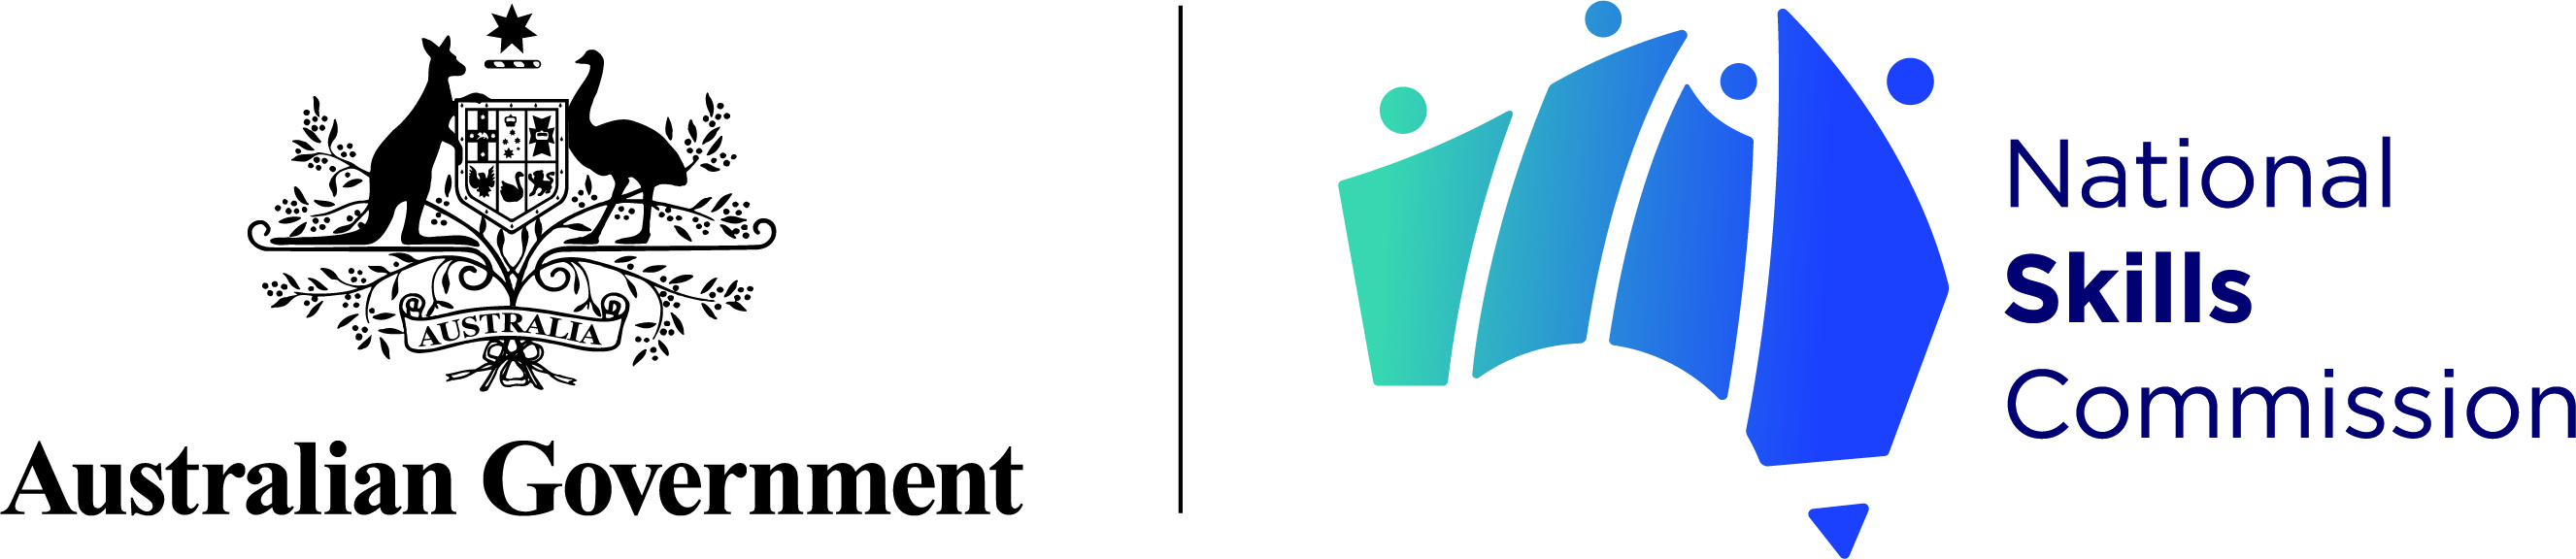 AUSTRALIA
Australian Government
National
Skills
Commission